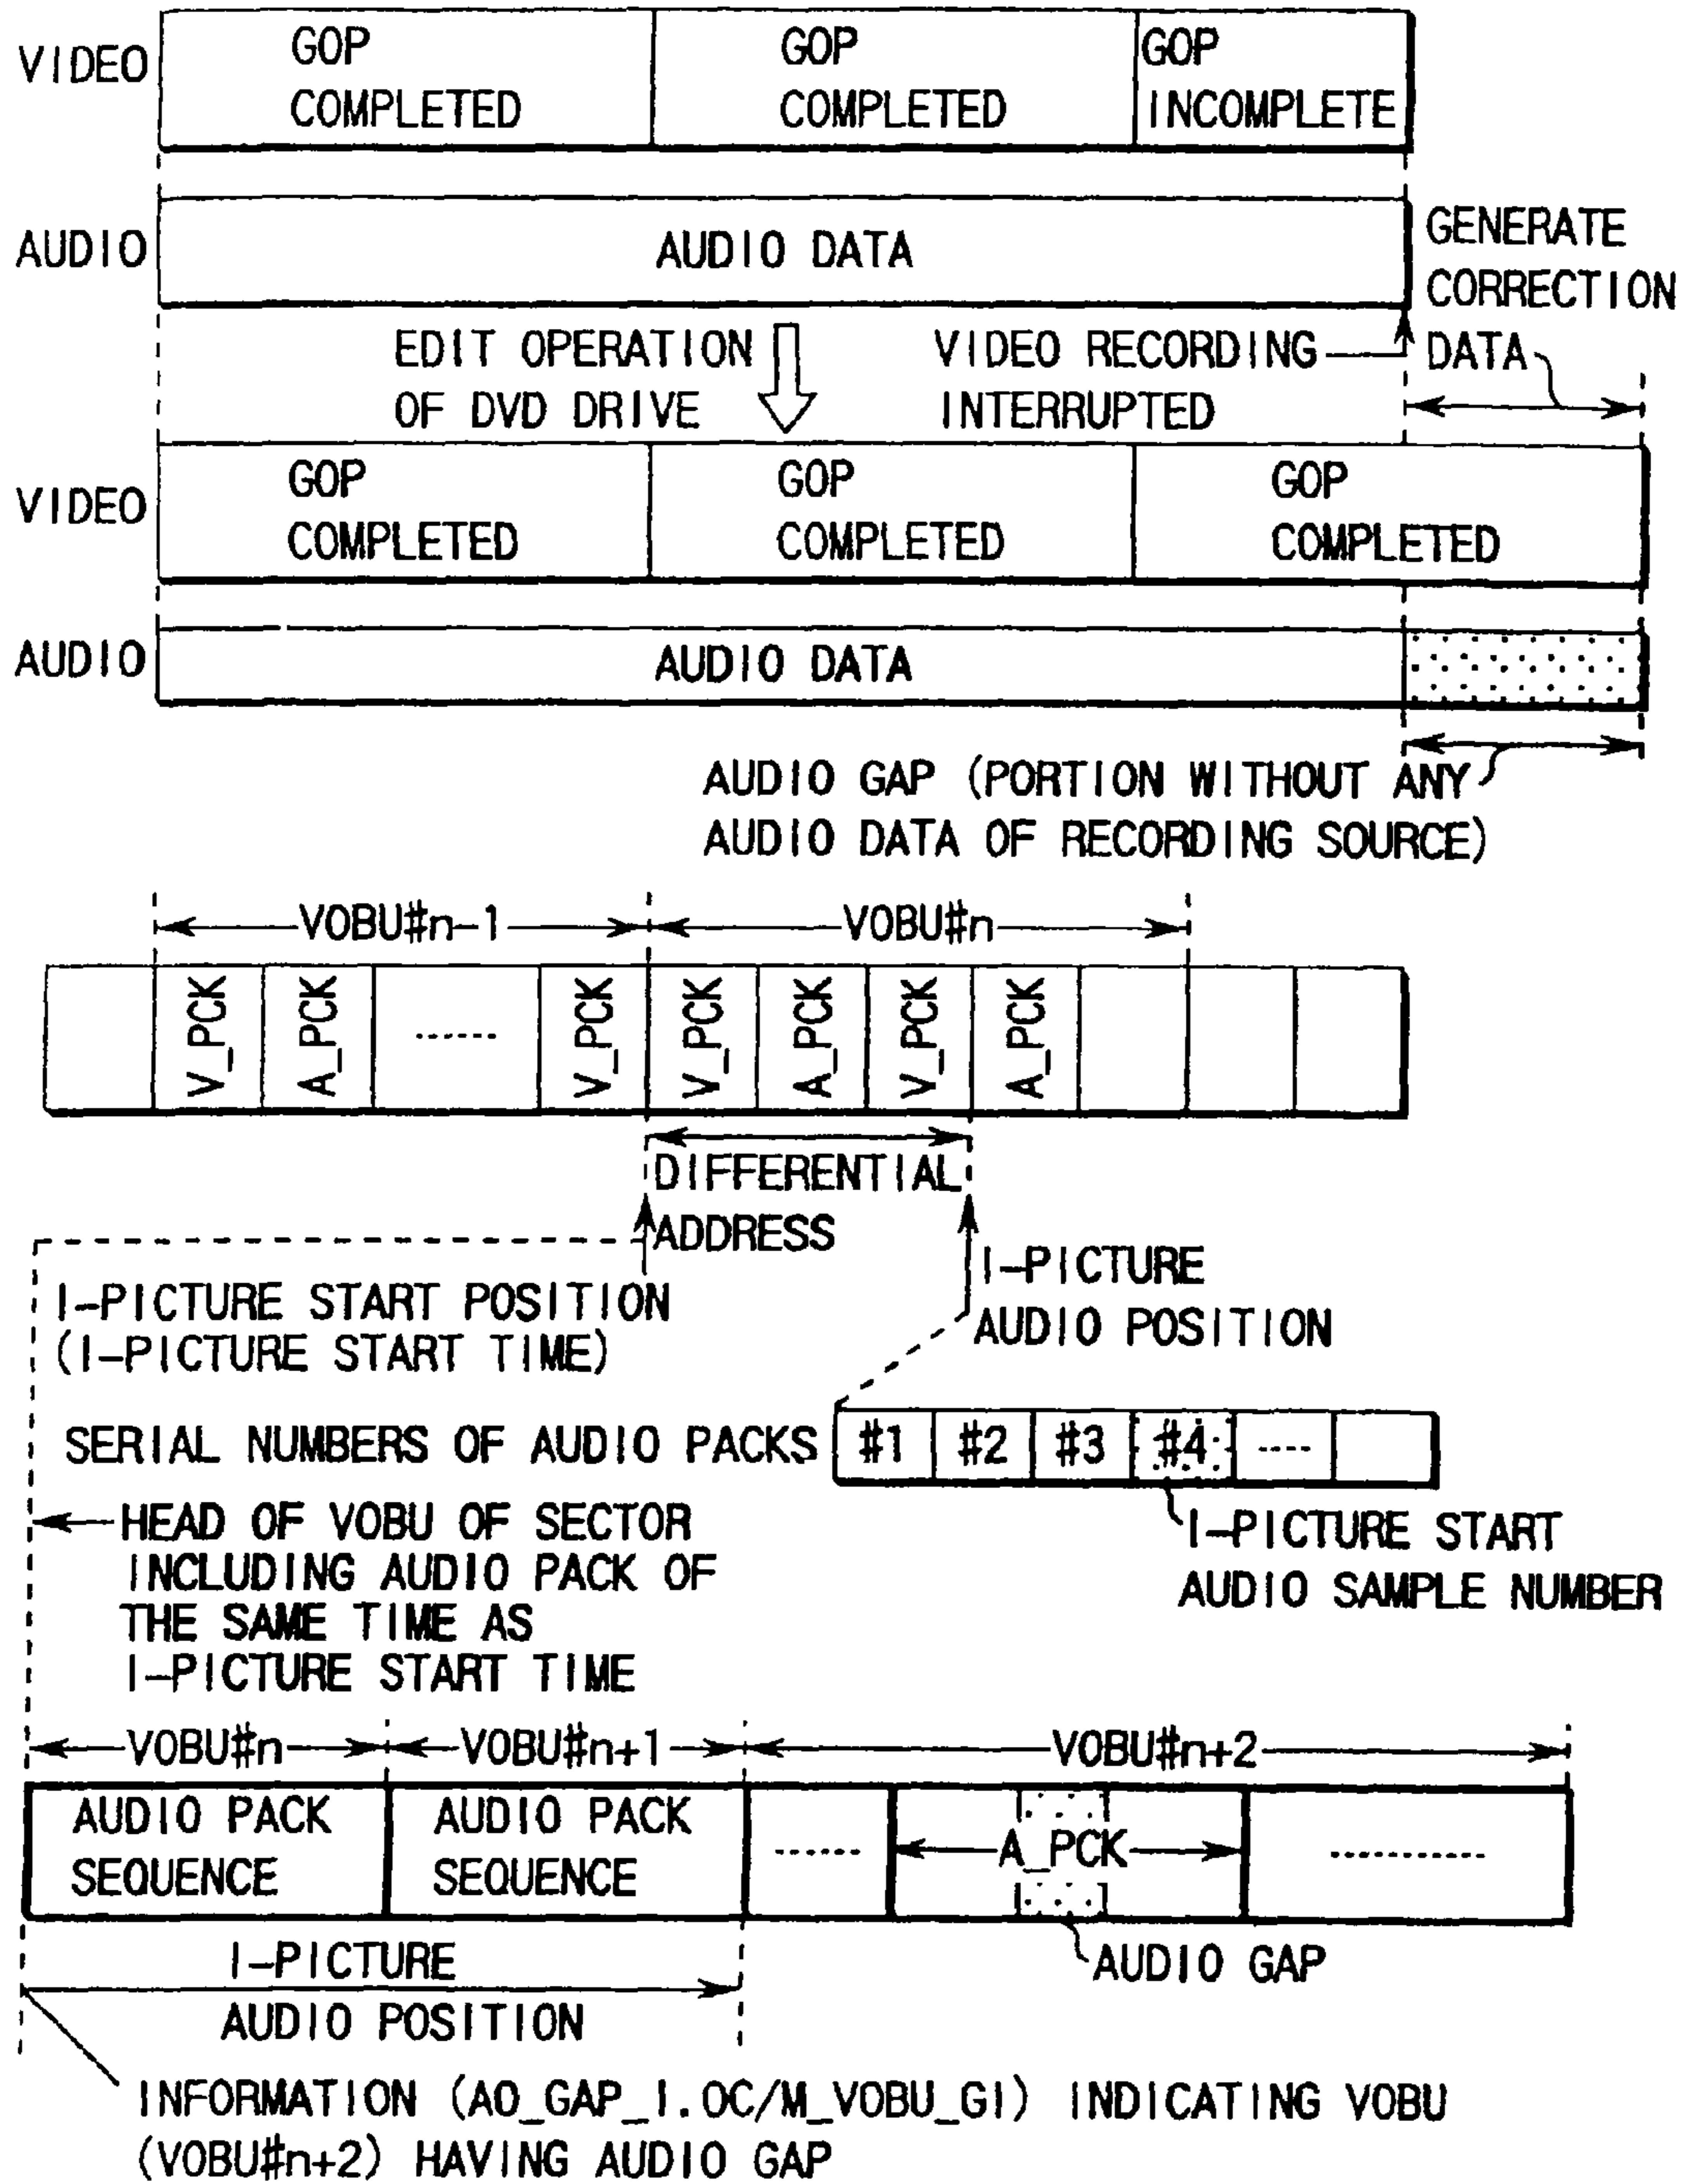 VIDEO
GOP
COMPLETED
GOP
COMPLETED
GOP
INCOMPLETE
AUDIO
AUDIO DATA
GENERATE
CORRECTION
DATA
EDIT OPERATION
OF DVD DRIVE
VIDEO RECORDING
INTERRUPTED
VIDEO
GOP
COMPLETED
GOP
COMPLETED
GOP
COMPLETED
AUDIO
AUDIO DATA
AUDIO GAP (PORTION WITHOUT ANY
AUDIO DATA OF RECORDING SOURCE)
VOBU#n-1
VOBU#n
V_PCK
A_PCK
------
V_PCK
V_PCK
A_PCK
V_PCK
A_PCK
DIFFERENTIAL
ADDRESS
I-PICTURE START POSITION
(I-PICTURE START TIME)
I-PICTURE
AUDIO POSITION
SERIAL NUMBERS OF AUDIO PACKS
#1
#2
#3
#4
----
I-PICTURE START
AUDIO SAMPLE NUMBER
HEAD OF VOBU OF SECTOR
INCLUDING AUDIO PACK OF
THE SAME TIME AS
I-PICTURE START TIME
VOBU#n
VOBU#n+1
VOBU#n+2
AUDIO PACK
SEQUENCE
AUDIO PACK
SEQUENCE
------
A_PCK
-----------
AUDIO GAP
I-PICTURE
AUDIO POSITION
INFORMATION (A0_GAP_I.OC/M_VOBU_GI) INDICATING VOBU
(VOBU#n+2) HAVING AUDIO GAP